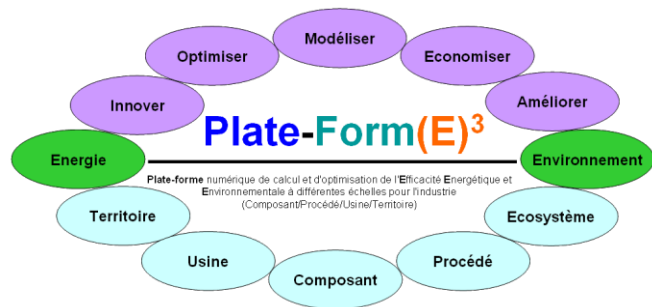 Modéliser
Optimiser
Economiser
Innover
Améliorer
Plate-Form(E)³
Energie
Environnement
Plate-forme numérique de calcul et d'optimisation de l'Efficacité Energétique et
Environnementale à différentes échelles pour l'industrie
(Composant/Procédé/Usine/Territoire)
Territoire
Ecosystème
Usine
Procédé
Composant